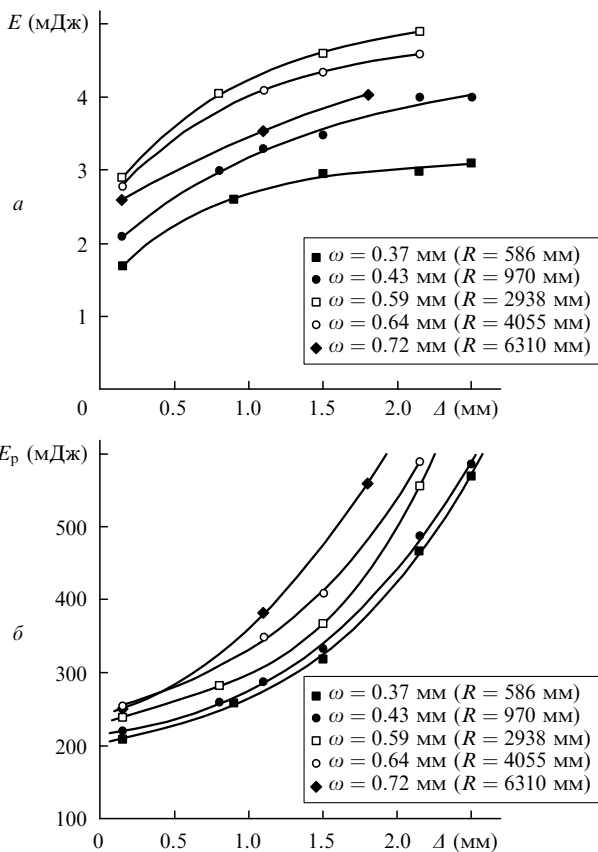 E (мДж)
4
3
а
2
1
■ ω = 0.37 мм (R = 586 мм)
● ω = 0.43 мм (R = 970 мм)
□ ω = 0.59 мм (R = 2938 мм)
○ ω = 0.64 мм (R = 4055 мм)
◆ ω = 0.72 мм (R = 6310 мм)
0 0.5 1.0 1.5 2.0 Δ (мм)
Eр (мДж)
500
400
б
300
200
100
■ ω = 0.37 мм (R = 586 мм)
● ω = 0.43 мм (R = 970 мм)
□ ω = 0.59 мм (R = 2938 мм)
○ ω = 0.64 мм (R = 4055 мм)
◆ ω = 0.72 мм (R = 6310 мм)
0 0.5 1.0 1.5 2.0 Δ (мм)